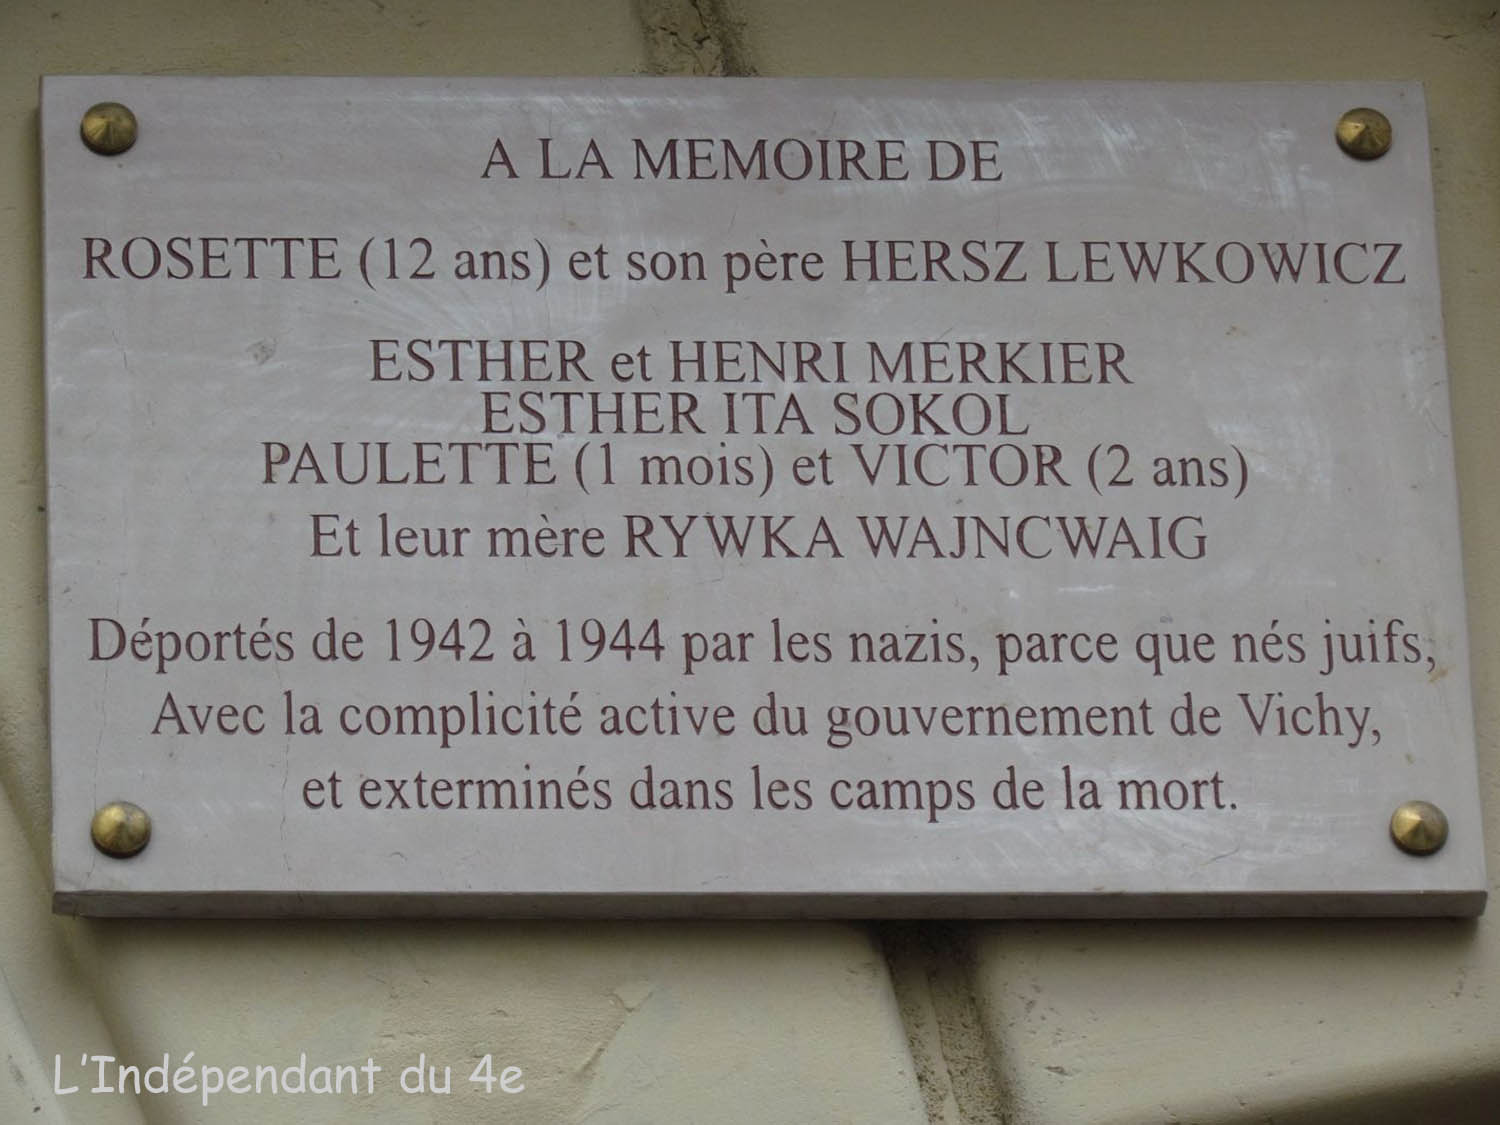 A LA MEMOIRE DE
ROSETTE (12 ans) et son père HERSZ LEWKOWICZ
ESTHER et HENRI MERKIER
ESTHER ITA SOKOL
PAULETTE (1 mois) et VICTOR (2 ans)
Et leur mère RYWKA WAJNCWAIG
Déportés de 1942 à 1944 par les nazis, parce que nés juifs,
Avec la complicité active du gouvernement de Vichy,
et exterminés dans les camps de la mort.
L'Indépendant du 4e